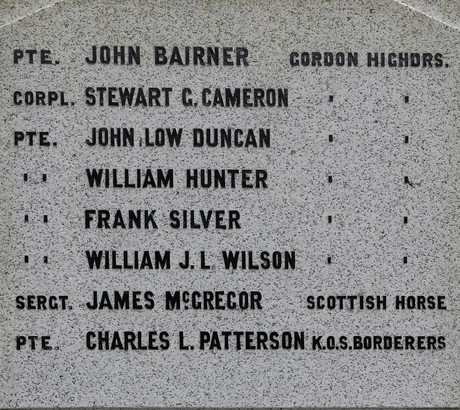 PTE. JOHN BAIRNER GORDON HIGHDRS.
CORPL. STEWART G. CAMERON " "
PTE. JOHN LOW DUNCAN " "
" " WILLIAM HUNTER " "
" " FRANK SILVER " "
" " WILLIAM J. L. WILSON " "
SERGT. JAMES McGREGOR SCOTTISH HORSE
PTE. CHARLES L. PATTERSON K.O.S.BORDERERS